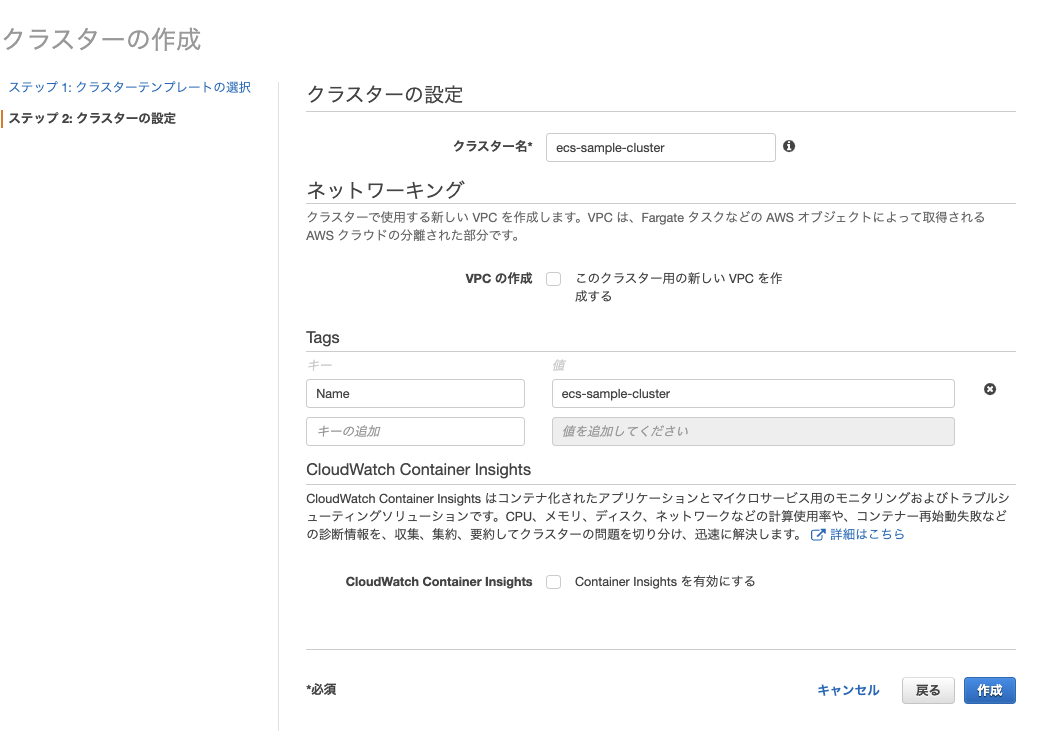 クラスターの作成
ステップ 1: クラスターテンプレートの選択
ステップ 2: クラスターの設定
クラスターの設定
クラスター名* ecs-sample-cluster
ネットワーキング
クラスターで使用する新しい VPC を作成します。VPC は、Fargate タスクなどの AWS オブジェクトによって取得される
AWS クラウドの分離された部分です。
VPC の作成 このクラスター用の新しい VPC を作
成する
Tags
キー 値
Name ecs-sample-cluster
キーの追加 値を追加してください
CloudWatch Container Insights
CloudWatch Container Insights はコンテナ化されたアプリケーションとマイクロサービス用のモニタリングおよびトラブルシ
ューティングソリューションです。CPU、メモリ、ディスク、ネットワークなどの計算使用率や、コンテナー再始動失敗など
の診断情報を、収集、集約、要約してクラスターの問題を切り分け、迅速に解決します。 詳細はこちら
CloudWatch Container Insights Container Insights を有効にする
*必須 キャンセル 戻る 作成